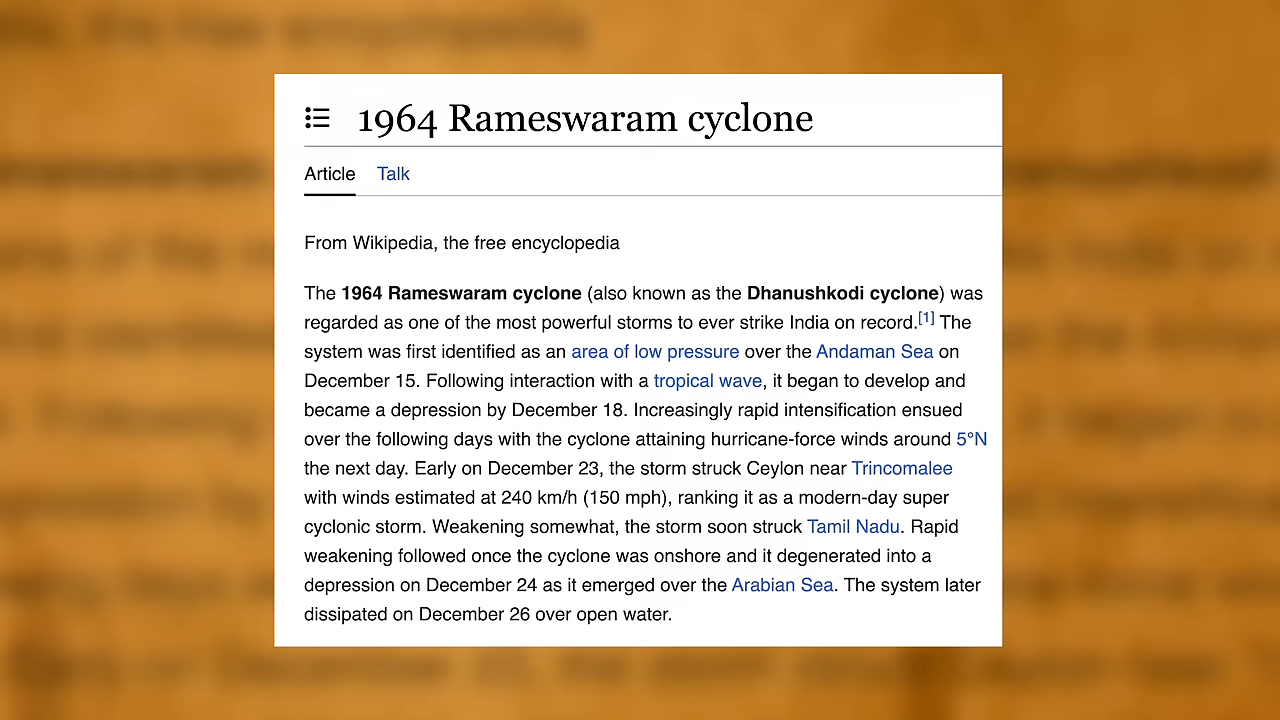 1964 Rameswaram cyclone
Article Talk
From Wikipedia, the free encyclopedia
The 1964 Rameswaram cyclone (also known as the Dhanushkodi cyclone) was
regarded as one of the most powerful storms to ever strike India on record.[1] The
system was first identified as an area of low pressure over the Andaman Sea on
December 15. Following interaction with a tropical wave, it began to develop and
became a depression by December 18. Increasingly rapid intensification ensued
over the following days with the cyclone attaining hurricane-force winds around 5°N
the next day. Early on December 23, the storm struck Ceylon near Trincomalee
with winds estimated at 240 km/h (150 mph), ranking it as a modern-day super
cyclonic storm. Weakening somewhat, the storm soon struck Tamil Nadu. Rapid
weakening followed once the cyclone was onshore and it degenerated into a
depression on December 24 as it emerged over the Arabian Sea. The system later
dissipated on December 26 over open water.